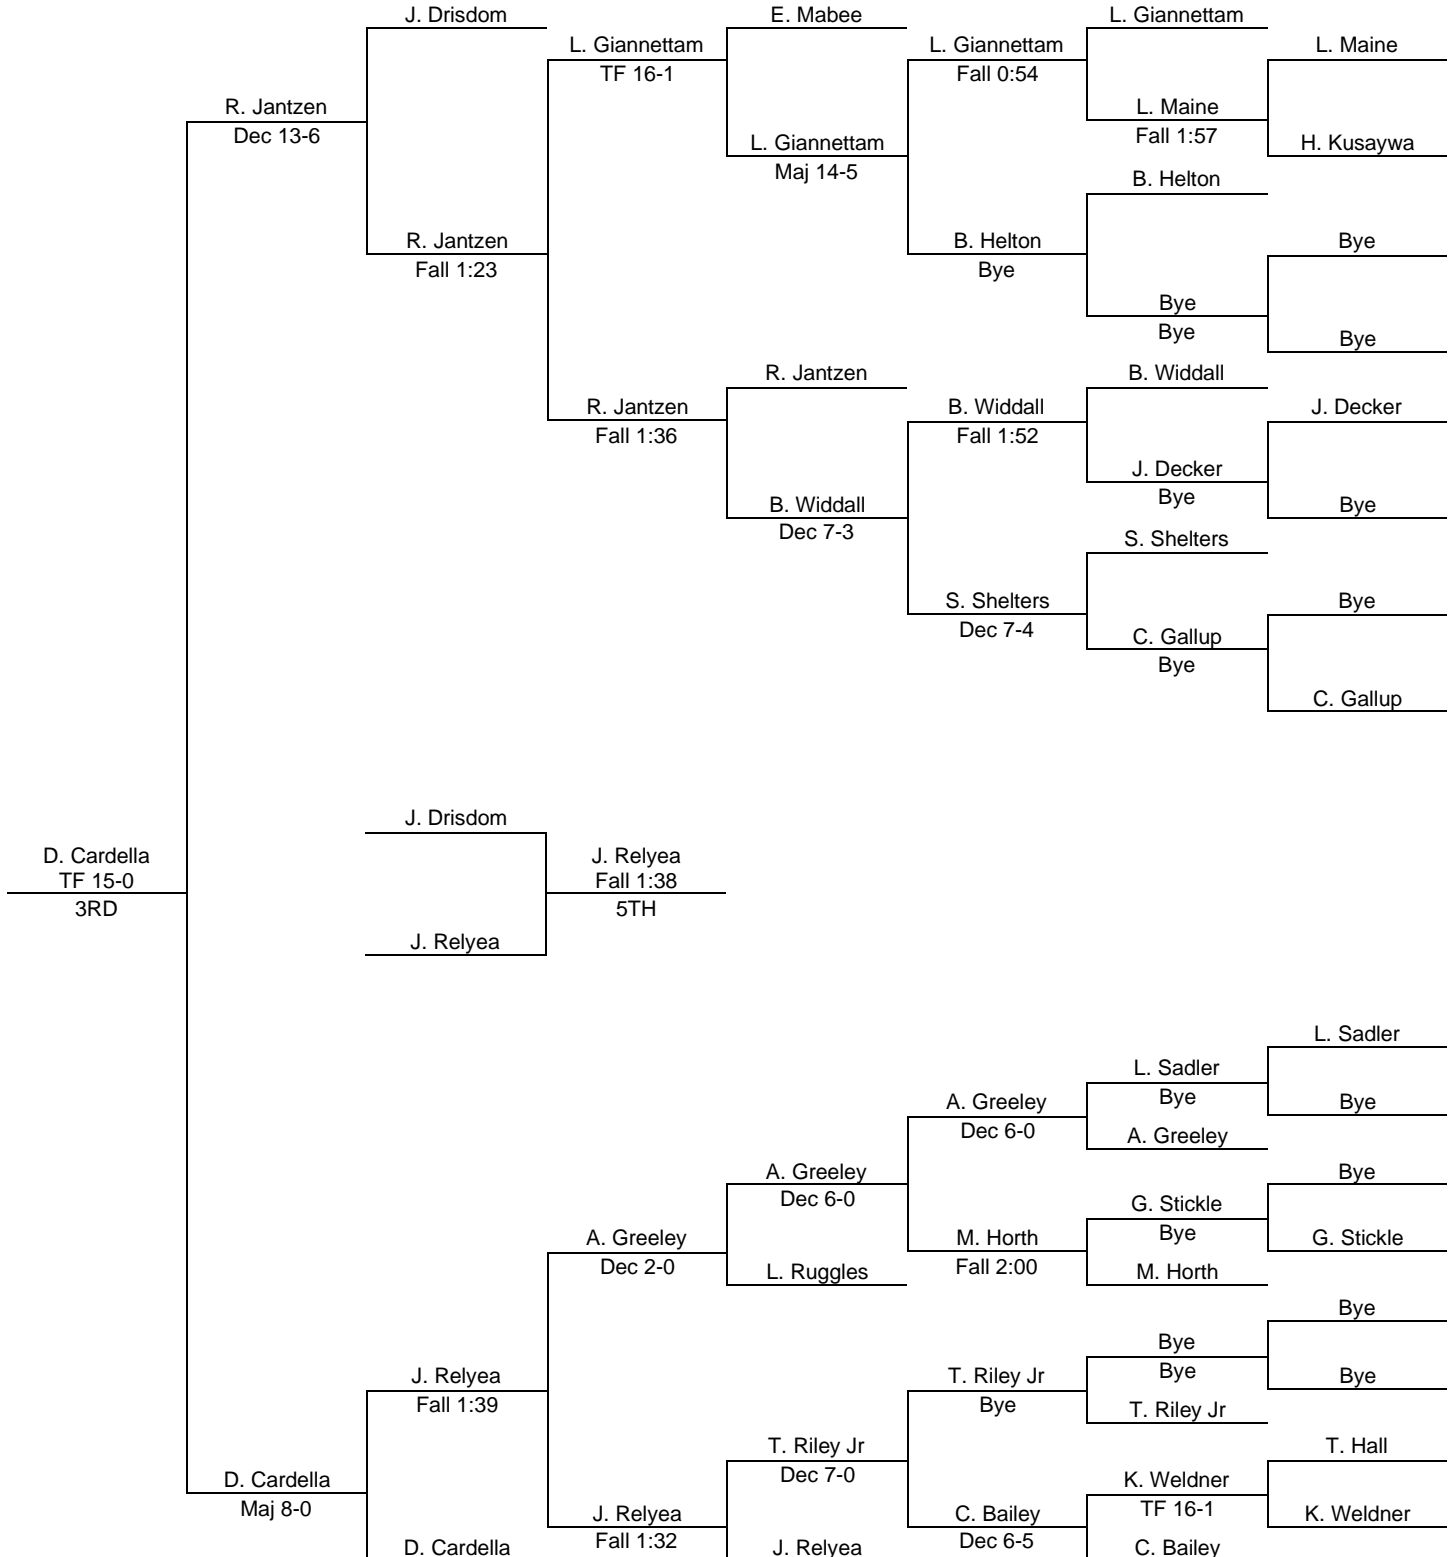 J. Drisdom
E. Mabee
L. Giannettam
L. Giannettam
TF 16-1
L. Giannettam
Fall 0:54
L. Maine
R. Jantzen
Dec 13-6
L. Maine
Fall 1:57
L. Giannettam
Maj 14-5
H. Kusaywa
B. Helton
R. Jantzen
Fall 1:23
B. Helton
Bye
Bye
Bye
Bye
Bye
R. Jantzen
B. Widdall
R. Jantzen
Fall 1:36
B. Widdall
Fall 1:52
J. Decker
J. Decker
Bye
B. Widdall
Dec 7-3
Bye
S. Shelters
S. Shelters
Dec 7-4
Bye
C. Gallup
Bye
C. Gallup
J. Drisdom
D. Cardella
TF 15-0
3RD
J. Relyea
Fall 1:38
5TH
J. Relyea
L. Sadler
L. Sadler
Bye
A. Greeley
Dec 6-0
Bye
A. Greeley
A. Greeley
Dec 6-0
Bye
G. Stickle
Bye
A. Greeley
Dec 2-0
M. Horth
Fall 2:00
G. Stickle
L. Ruggles
M. Horth
Bye
Bye
Bye
J. Relyea
Fall 1:39
T. Riley Jr
Bye
Bye
T. Riley Jr
T. Riley Jr
Dec 7-0
T. Hall
D. Cardella
Maj 8-0
K. Weldner
TF 16-1
J. Relyea
Fall 1:32
C. Bailey
Dec 6-5
K. Weldner
D. Cardella
J. Relyea
C. Bailey